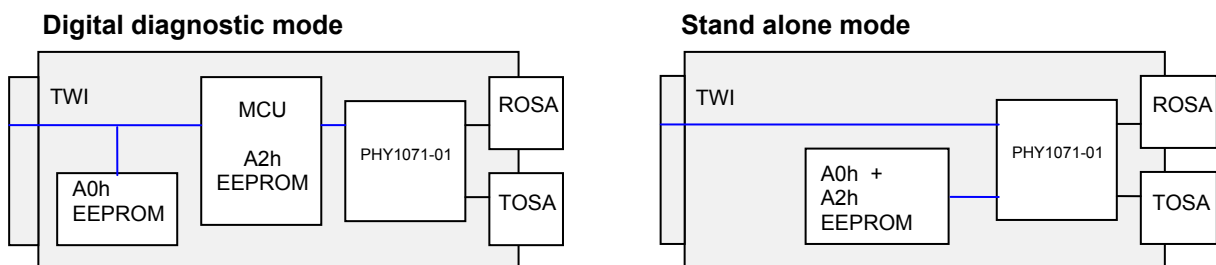 Digital diagnostic mode
TWI
MCU
A2h
EEPROM
A0h
EEPROM
PHY1071-01
ROSA
TOSA
Stand alone mode
TWI
A0h +
A2h
EEPROM
PHY1071-01
ROSA
TOSA